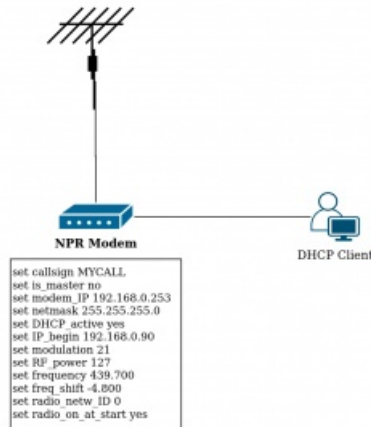 NPR Modem
DHCP Client
set callsign MYCALL
set is_master no
set modem_IP 192.168.0.253
set netmask 255.255.255.0
set DHCP_active yes
set IP_begin 192.168.0.90
set modulation 21
set RF_power 127
set frequency 439.700
set freq_shift -4.800
set radio_netw_ID 0
set radio_on_at_start yes